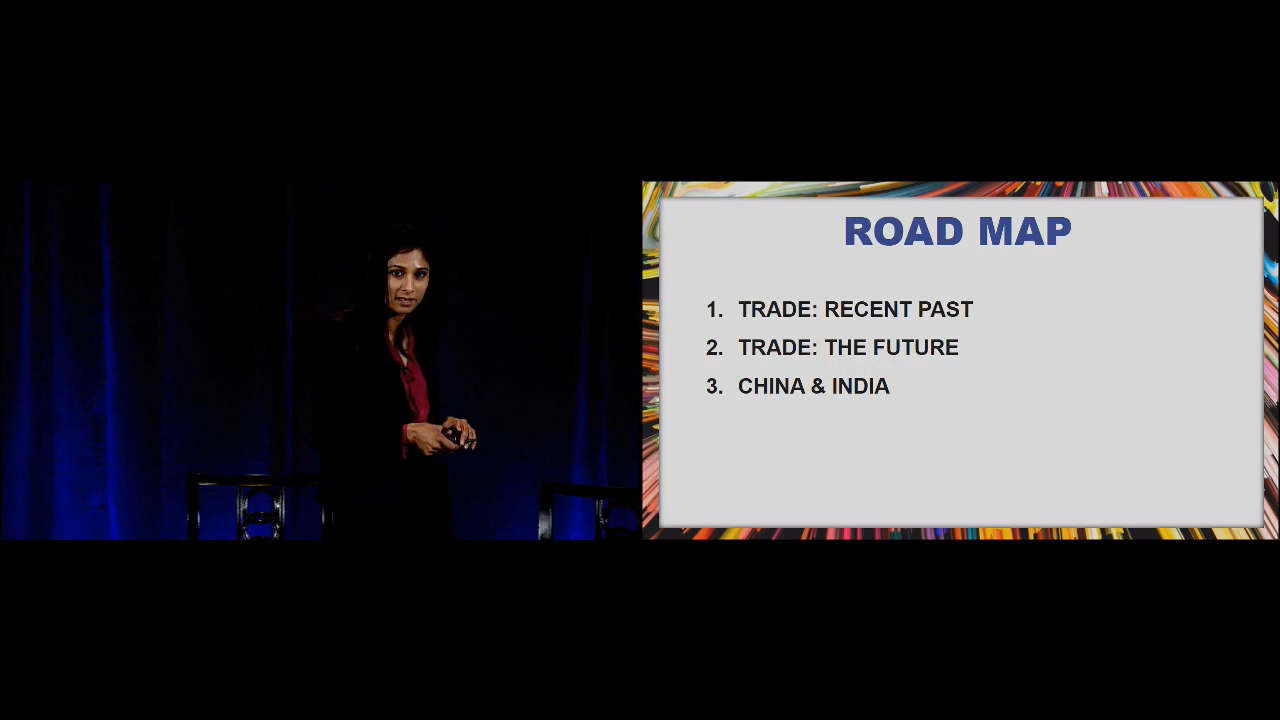 ROAD MAP
1. TRADE: RECENT PAST
2. TRADE: THE FUTURE
3. CHINA & INDIA